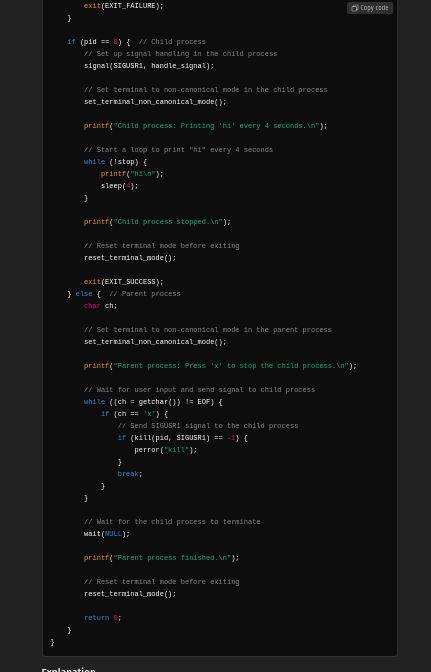 exit(EXIT_FAILURE);
Copy code
}
if (pid == 0) {  // Child process
// Set up signal handling in the child process
signal(SIGUSR1, handle_signal);
// Set terminal to non-canonical mode in the child process
set_terminal_non_canonical_mode();
printf("Child process: Printing 'hi' every 4 seconds.\n");
// Start a loop to print "hi" every 4 seconds
while (!stop) {
printf("hi\n");
sleep(4);
}
printf("Child process stopped.\n");
// Reset terminal mode before exiting
reset_terminal_mode();
exit(EXIT_SUCCESS);
} else {  // Parent process
char ch;
// Set terminal to non-canonical mode in the parent process
set_terminal_non_canonical_mode();
printf("Parent process: Press 'x' to stop the child process.\n");
// Wait for user input and send signal to child process
while ((ch = getchar()) != EOF) {
if (ch == 'x') {
// Send SIGUSR1 signal to the child process
if (kill(pid, SIGUSR1) == -1) {
perror("kill");
}
break;
}
}
// Wait for the child process to terminate
wait(NULL);
printf("Parent process finished.\n");
// Reset terminal mode before exiting
reset_terminal_mode();
return 0;
}
}
Explanation